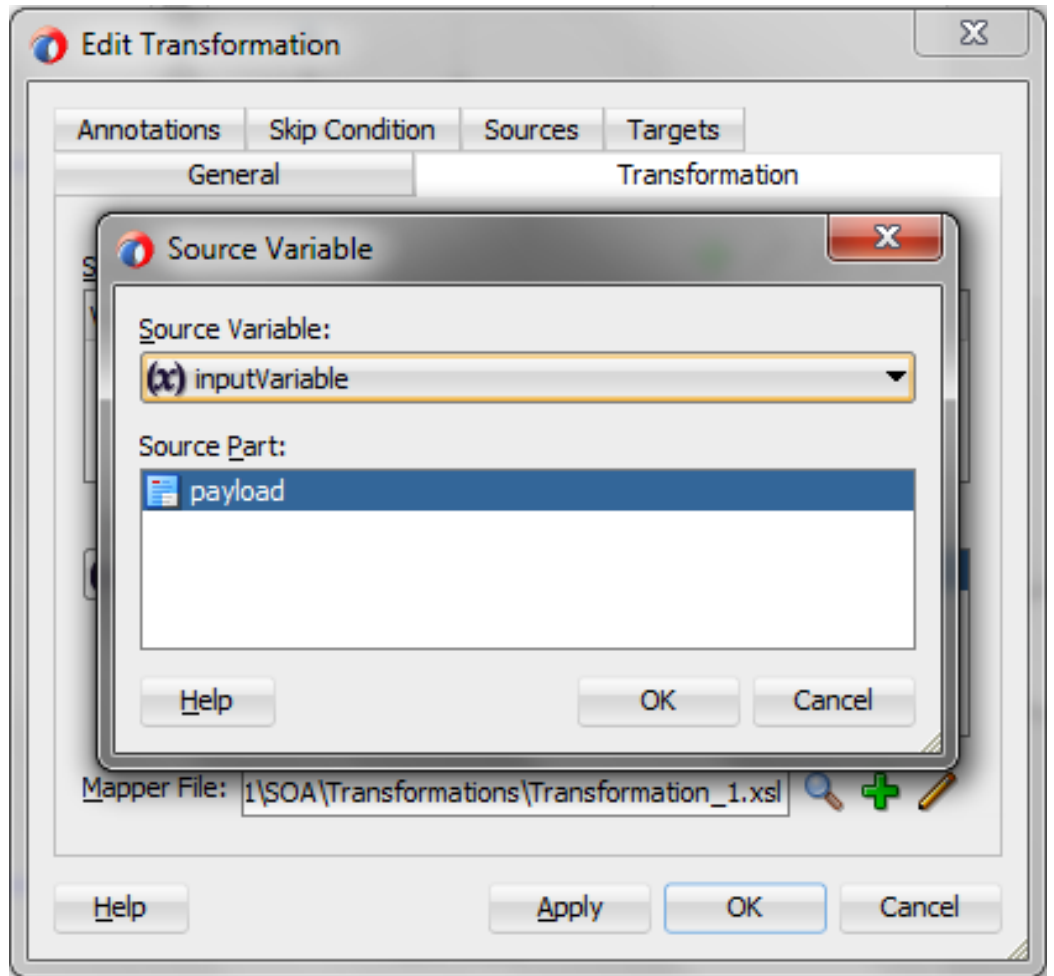 Edit Transformation
Annotations Skip Condition Sources Targets
General Transformation
Source Variable
Source Variable:
(x) inputVariable
Source Part:
payload
Help OK Cancel
Mapper File: 1\SOA\Transformations\Transformation_1.xsl
Help Apply OK Cancel